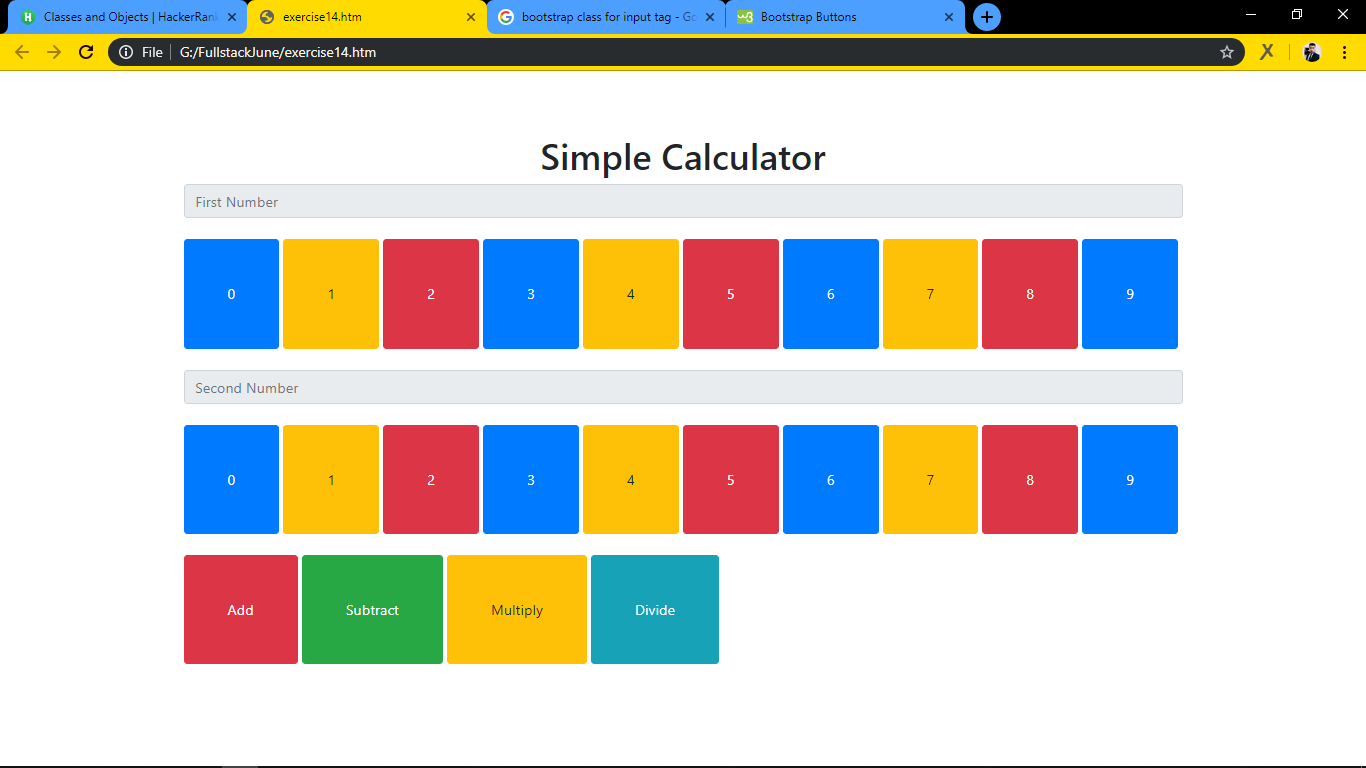 Classes and Objects | HackerRank
exercise14.htm
bootstrap class for input tag - Go
Bootstrap Buttons
File
G:/FullstackJune/exercise14.htm
Simple Calculator
First Number
0 1 2 3 4 5 6 7 8 9
Second Number
0 1 2 3 4 5 6 7 8 9
Add Subtract Multiply Divide